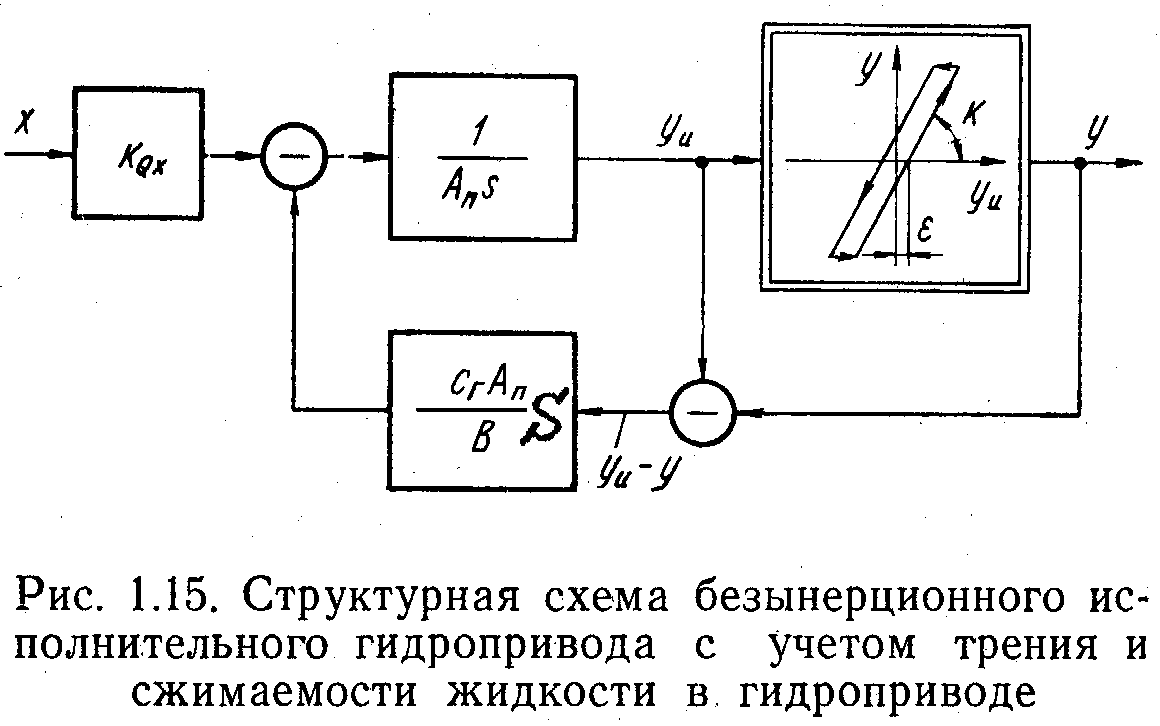 x
K_Qx
−
1
A_п s
y_и
y
K
y_и
ε
y
C_г A_п
B
S
−
y_и - y
Рис. 1.15. Структурная схема безынерционного ис-
полнительного гидропривода с учетом трения и
сжимаемости жидкости в гидроприводе